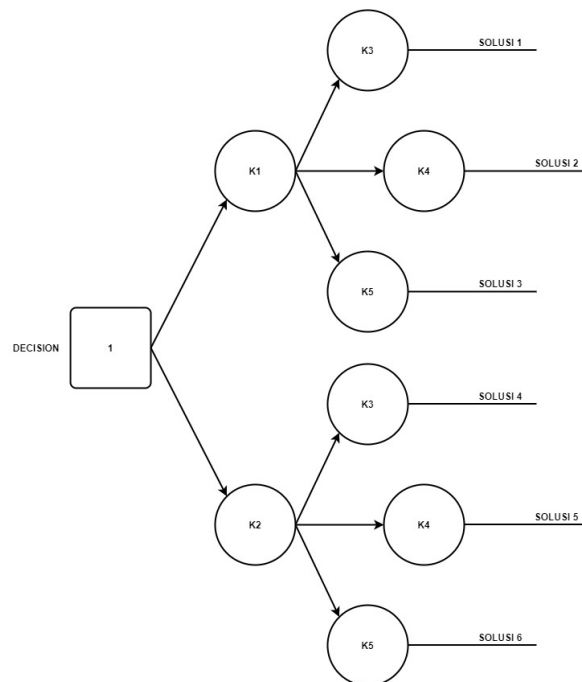 K3
SOLUSI 1
K1
K4
SOLUSI 2
K5
SOLUSI 3
DECISION
1
K3
SOLUSI 4
K2
K4
SOLUSI 5
K5
SOLUSI 6